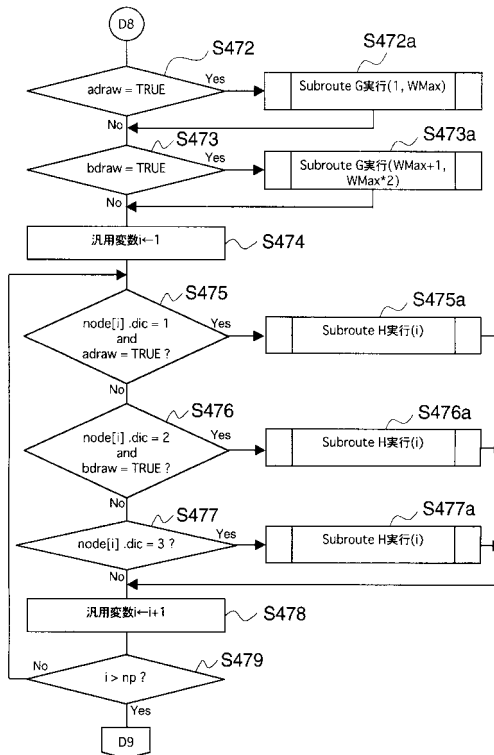 D8
S472
adraw = TRUE
Yes
No
S472a
Subroute G実行(1, WMax)
S473
bdraw = TRUE
Yes
No
S473a
Subroute G実行(WMax+1,
WMax*2)
汎用変数i←1
S474
S475
node[i] .dic = 1
and
adraw = TRUE ?
Yes
No
S475a
Subroute H実行(i)
S476
node[i] .dic = 2
and
bdraw = TRUE ?
Yes
No
S476a
Subroute H実行(i)
S477
node[i] .dic = 3 ?
Yes
No
S477a
Subroute H実行(i)
汎用変数i←i+1
S478
S479
i > np ?
No
Yes
D9